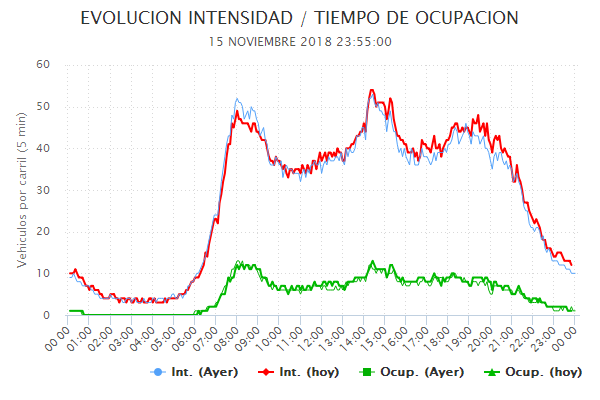 EVOLUCION INTENSIDAD / TIEMPO DE OCUPACION
15 NOVIEMBRE 2018 23:55:00
Vehículos por carril (5 min)
60
50
40
30
20
10
0
00:00 01:00 02:00 03:00 04:00 05:00 06:00 07:00 08:00 09:00 10:00 11:00 12:00 13:00 14:00 15:00 16:00 17:00 18:00 19:00 20:00 21:00 22:00 23:00 00:00
Int. (Ayer) Int. (hoy) Ocup. (Ayer) Ocup. (hoy)